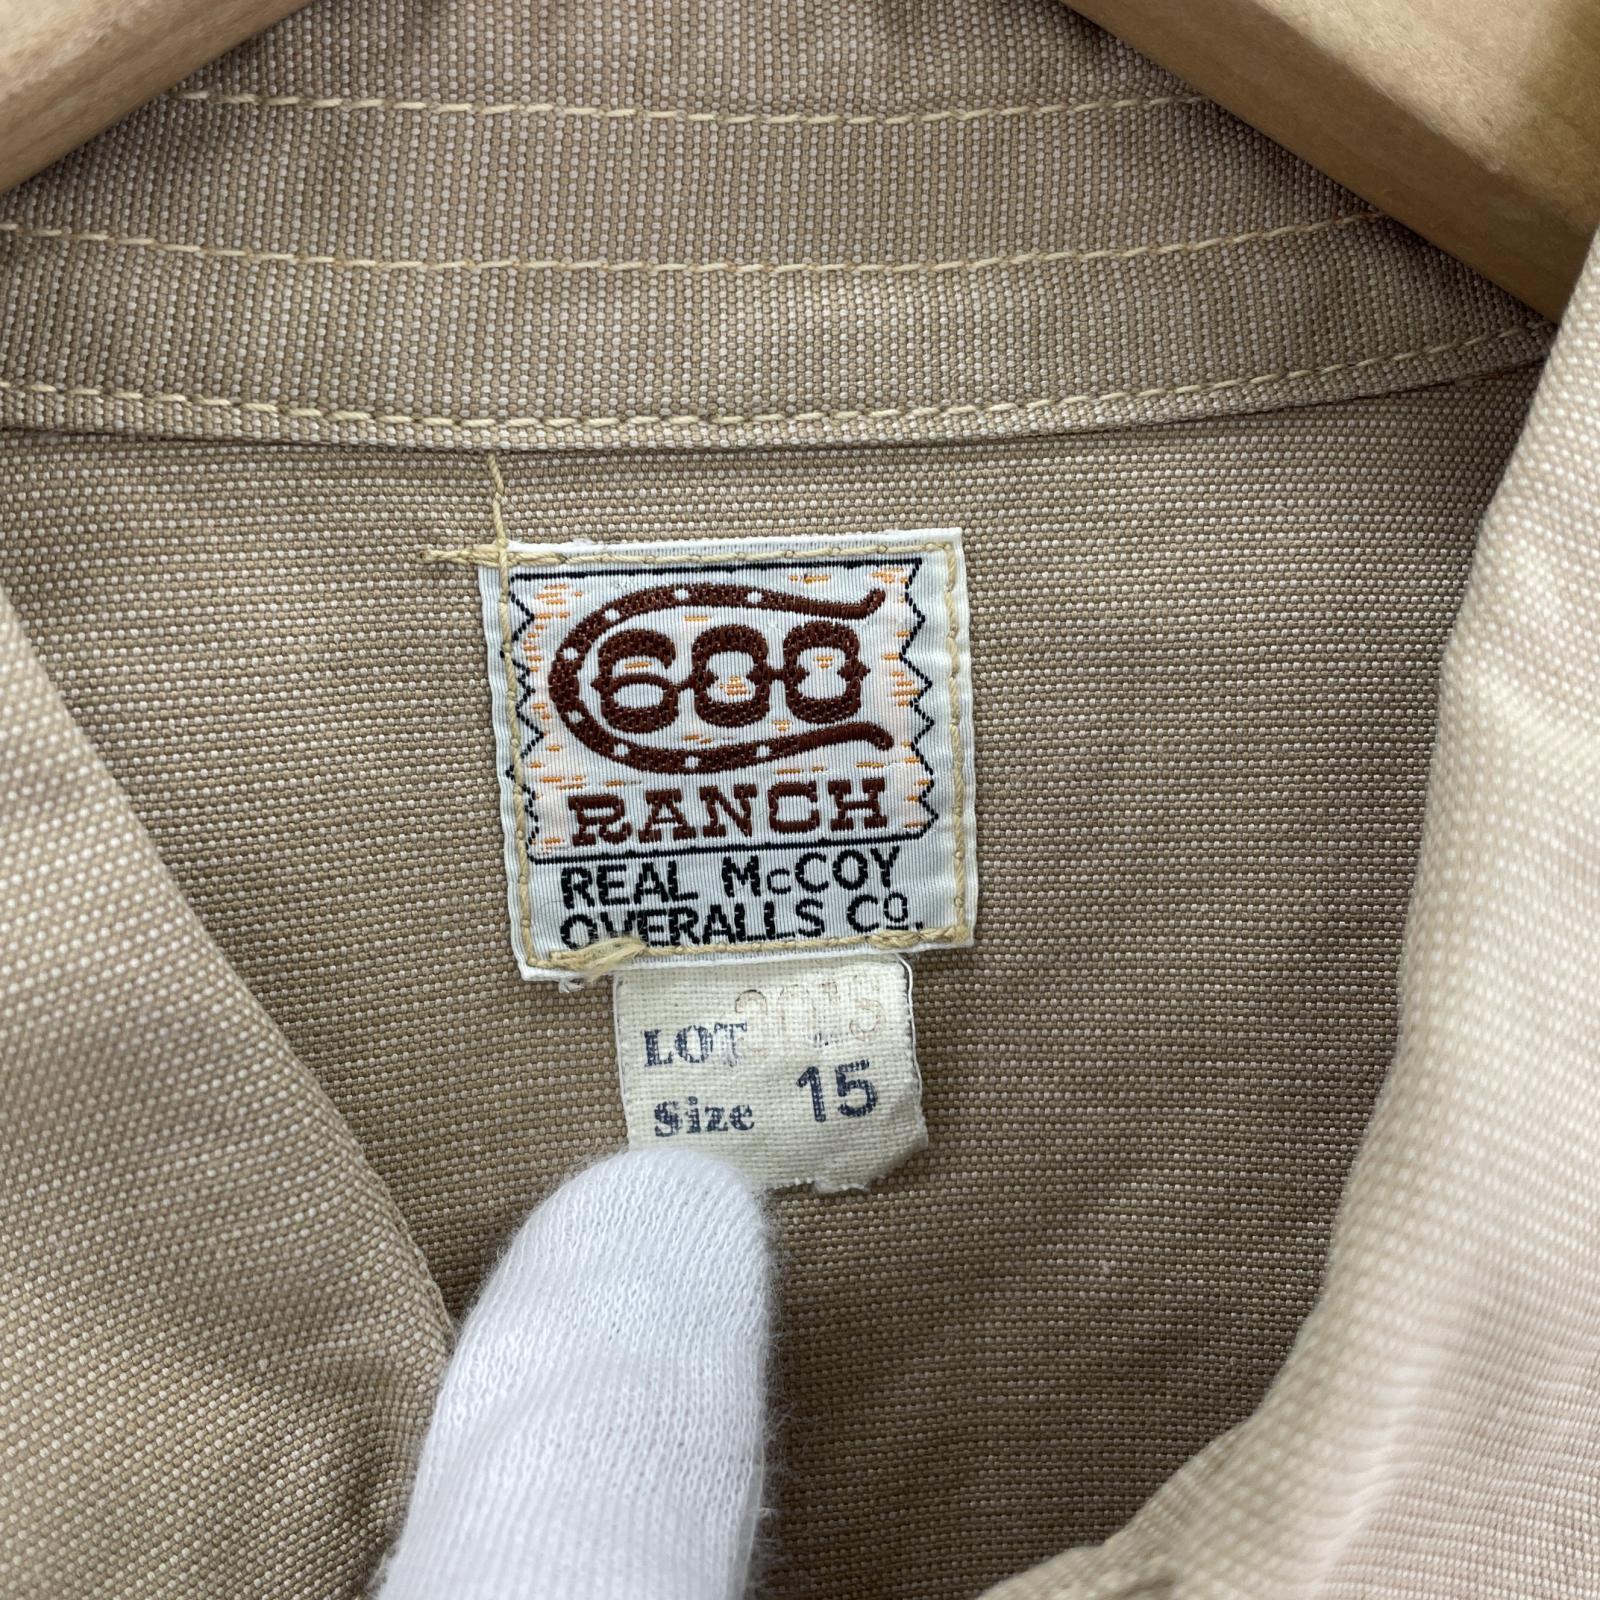 600
RANCH
REAL McCOY
OVERALLS Co.
LOT
Size 15